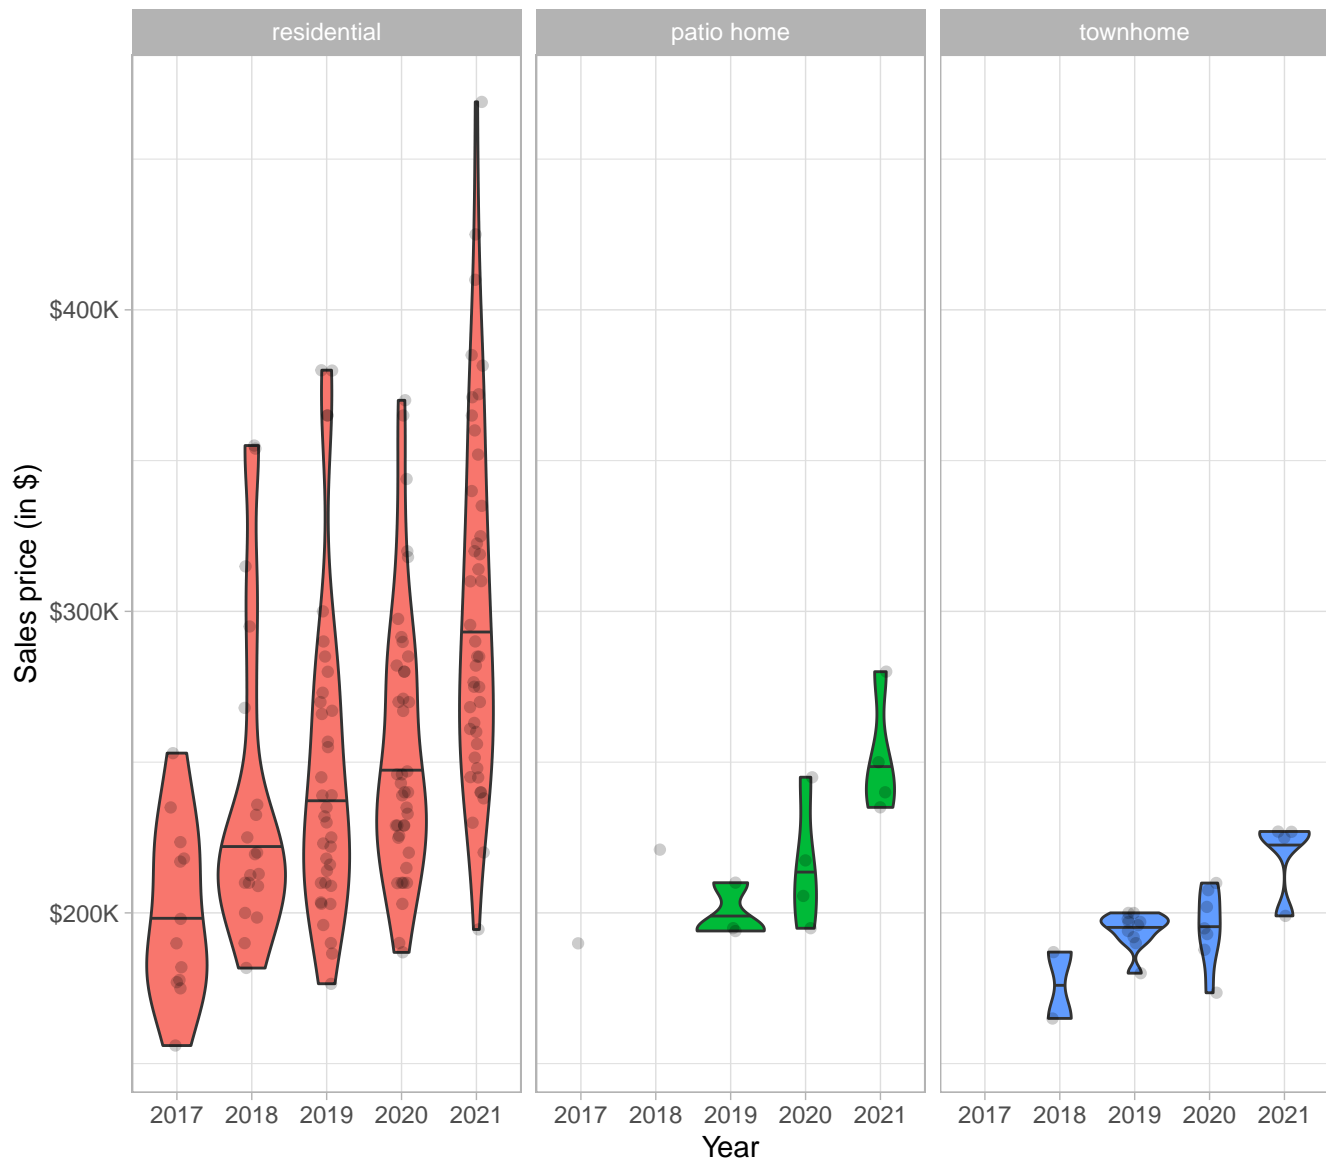 residential patio home townhome
$400K
$300K
$200K
Sales price (in $)
2017 2018 2019 2020 2021 2017 2018 2019 2020 2021 2017 2018 2019 2020 2021
Year